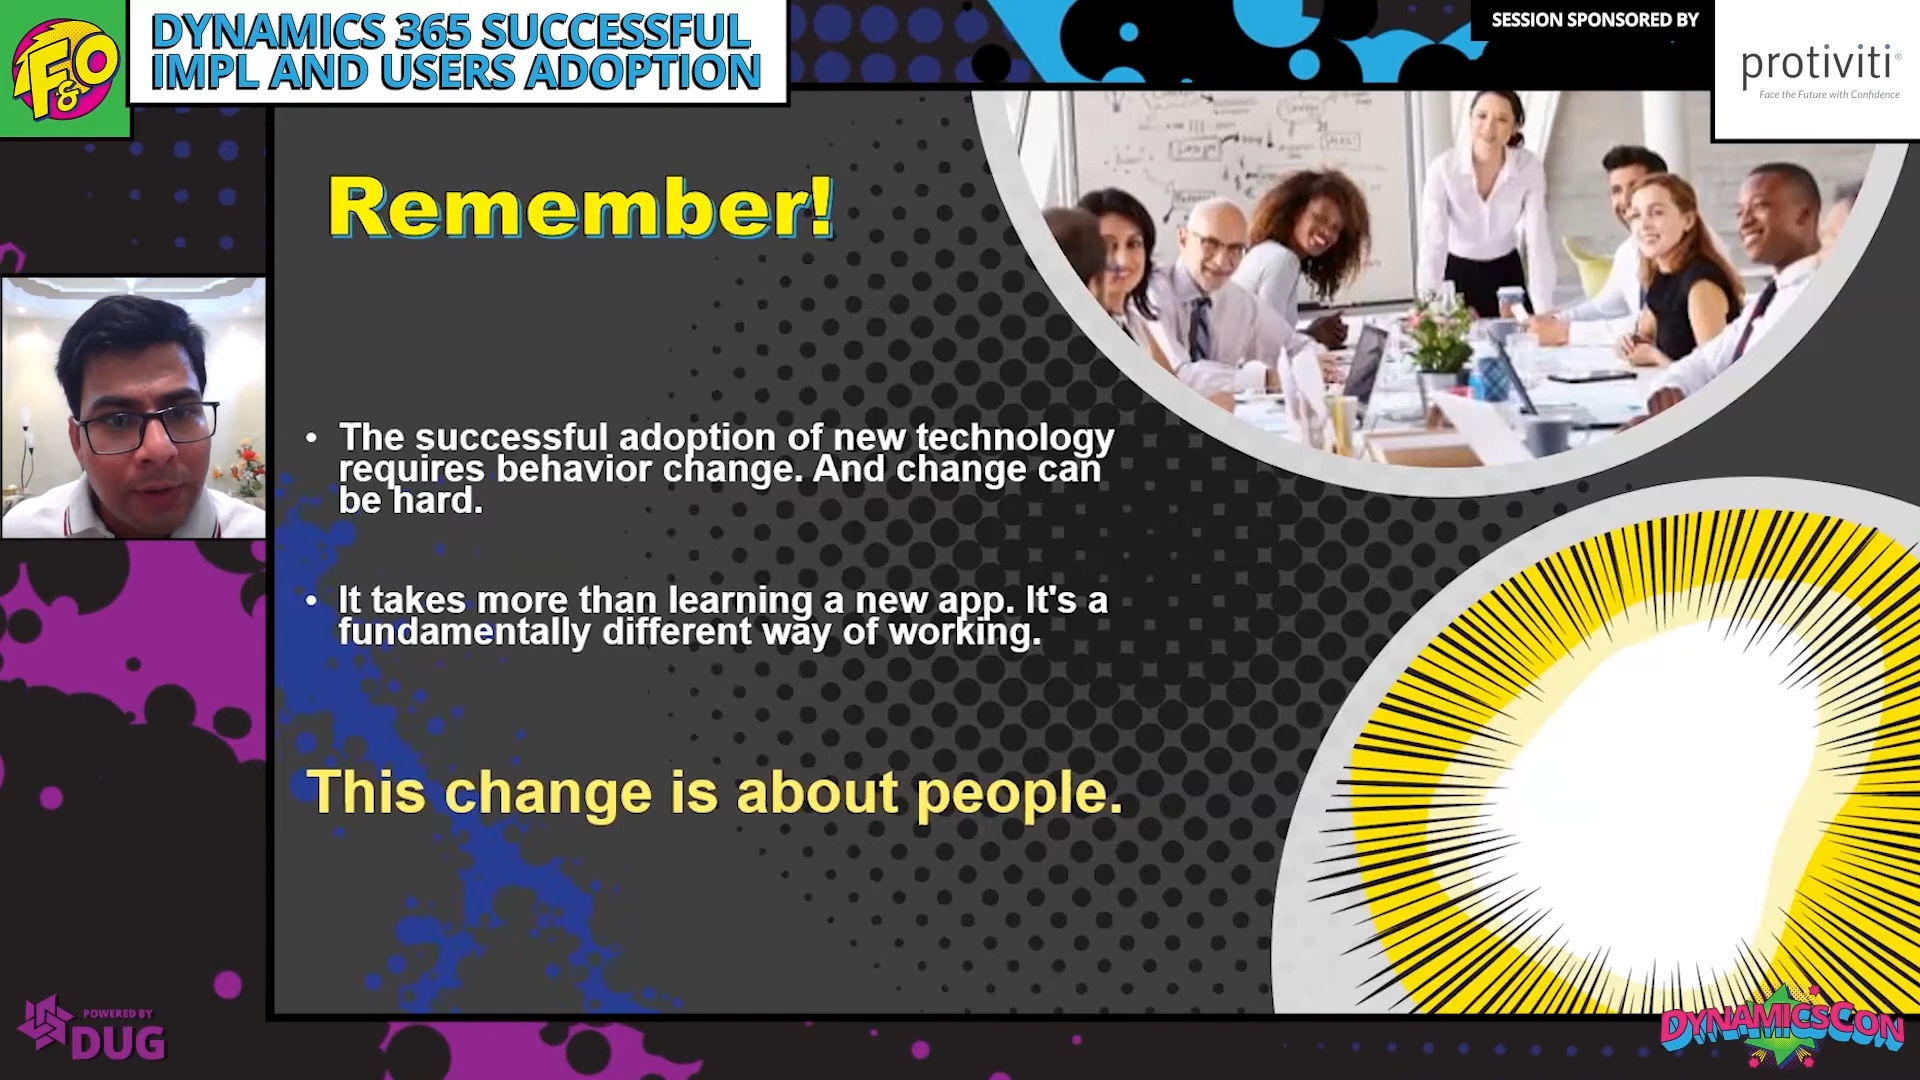 F&O
DYNAMICS 365 SUCCESSFUL
IMPL AND USERS ADOPTION
SESSION SPONSORED BY
protiviti®
Face the Future with Confidence
Remember!
• The successful adoption of new technology
requires behavior change. And change can
be hard.
• It takes more than learning a new app. It's a
fundamentally different way of working.
This change is about people.
POWERED BY
DUG
DYNAMICSCON